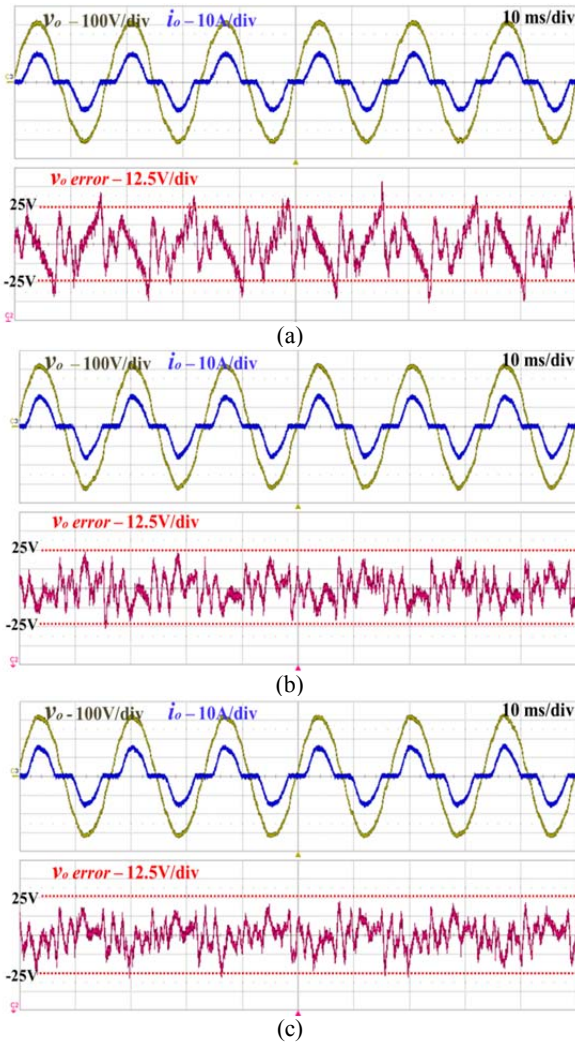 vo – 100V/div io – 10A/div 10 ms/div
vo error – 12.5V/div
25V
-25V
(a)
vo – 100V/div io – 10A/div 10 ms/div
vo error – 12.5V/div
25V
-25V
(b)
vo - 100V/div io – 10A/div 10 ms/div
vo error – 12.5V/div
25V
-25V
(c)